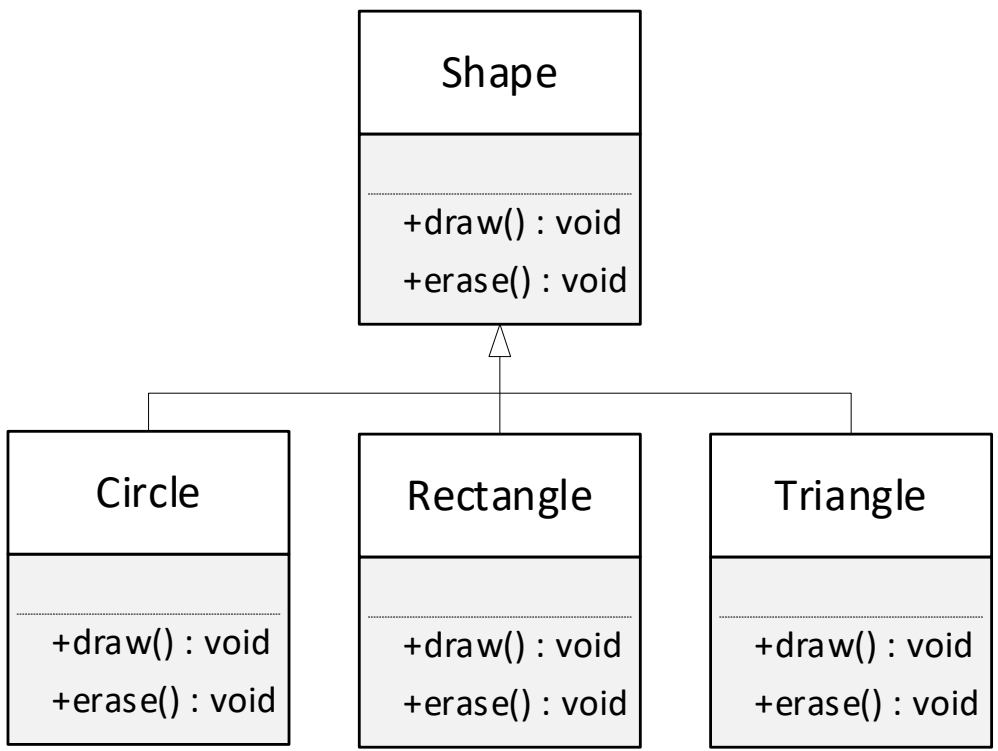 Shape
+draw() : void
+erase() : void
Circle
+draw() : void
+erase() : void
Rectangle
+draw() : void
+erase() : void
Triangle
+draw() : void
+erase() : void